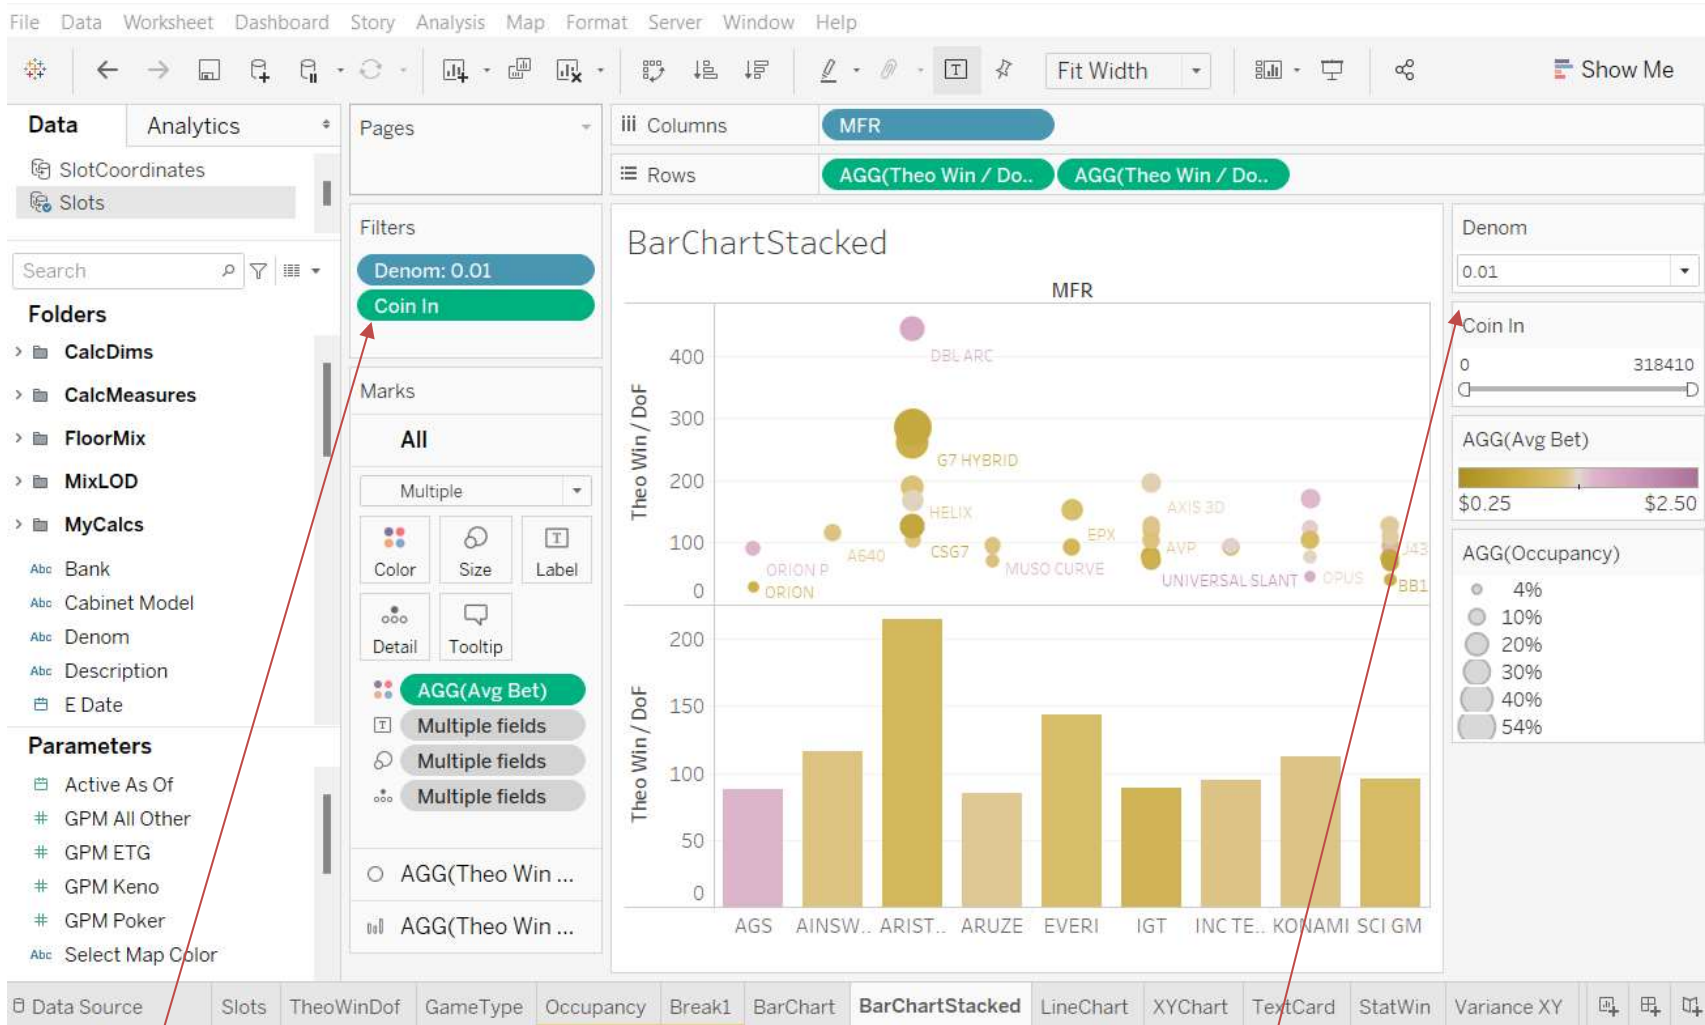 File Data Worksheet Dashboard Story Analysis Map Format Server Window Help
Fit Width
Show Me
Data
Analytics
SlotCoordinates
Slots
Search
Folders
CalcDims
CalcMeasures
FloorMix
MixLOD
MyCalcs
Abc Bank
Abc Cabinet Model
Abc Denom
Abc Description
E Date
Parameters
Active As Of
# GPM All Other
# GPM ETG
# GPM Keno
# GPM Poker
Abc Select Map Color
Pages
Filters
Denom: 0.01
Coin In
Marks
All
Multiple
Color
Size
Label
Detail
Tooltip
AGG(Avg Bet)
Multiple fields
Multiple fields
Multiple fields
AGG(Theo Win ...
AGG(Theo Win ...
Columns
MFR
Rows
AGG(Theo Win / Do..
AGG(Theo Win / Do..
BarChartStacked
MFR
Theo Win / DoF
400
300
200
100
0
DBL ARC
G7 HYBRID
HELIX
CSG7
AXIS 3D
EPX
AVP
A640
MUSO CURVE
ORION P
ORION
UNIVERSAL SLANT
OPUS
J43
BB1
Theo Win / DoF
200
150
100
50
0
AGS AINSW.. ARIST.. ARUZE EVERI IGT INC TE.. KONAMI SCI GM
Denom
0.01
Coin In
0 318410
AGG(Avg Bet)
$0.25 $2.50
AGG(Occupancy)
4%
10%
20%
30%
40%
54%
Data Source Slots TheoWinDof GameType Occupancy Break1 BarChart BarChartStacked LineChart XYChart TextCard StatWin Variance XY